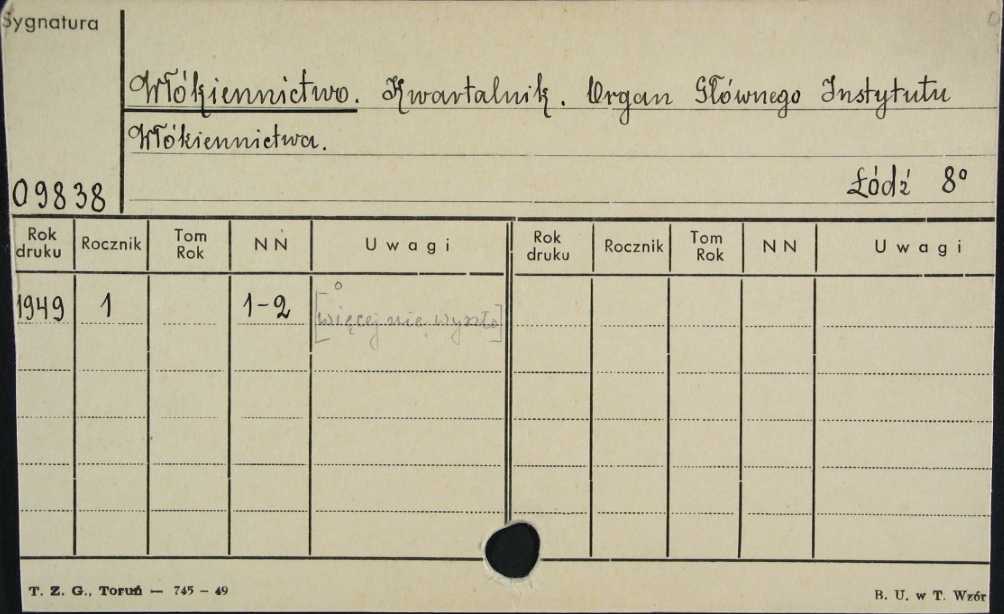 Sygnatura
Włókiennictwo. Kwartalnik. Organ Głównego Instytutu
Włókiennictwa.
09838
Łódź 8°
Rok druku Rocznik Tom Rok NN Uwagi Rok druku Rocznik Tom Rok NN Uwagi
1949 1 1-2 [więcej nie wyszło]
T. Z. G., Toruń — 745 — 49
B. U. w T. Wzór